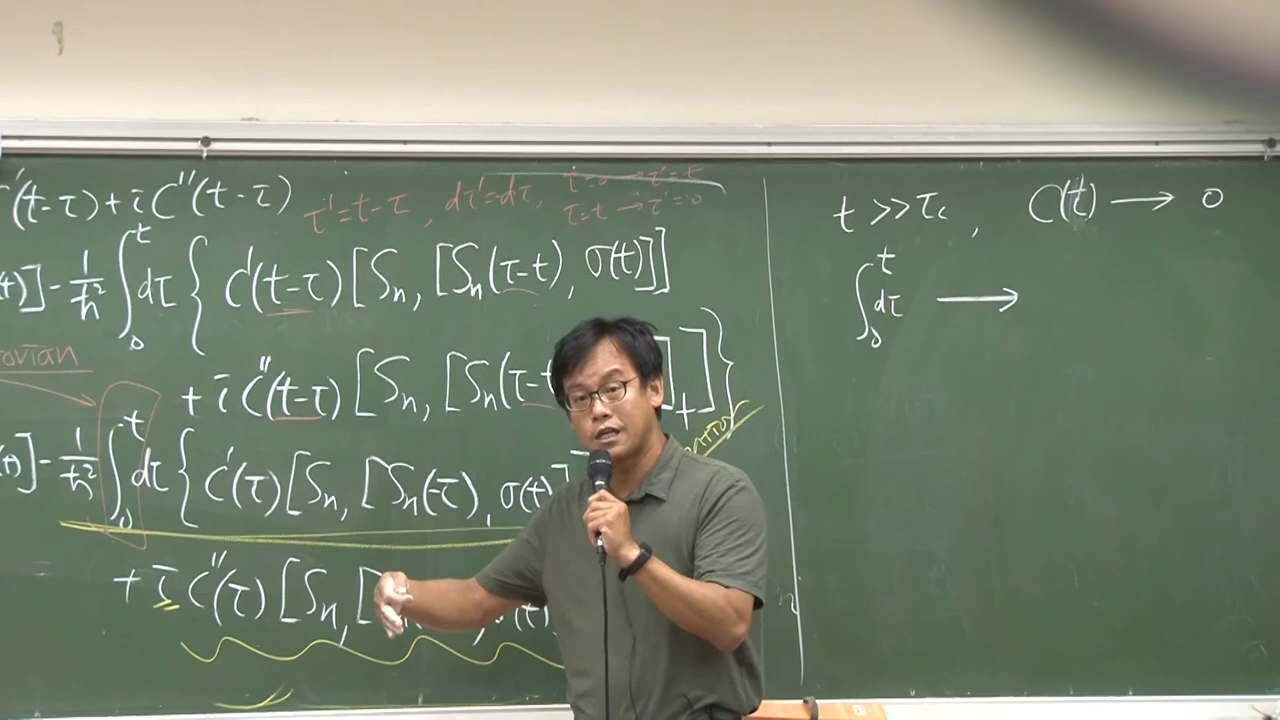 '(t-τ)+iC''(t-τ)
τ'=t-τ, dτ'=dτ,
τ=t → τ'=0
)]-1/ħ² ∫₀ᵗ dτ { C'(t-τ)[Sₙ, [Sₙ(τ-t), σ(t)]]
ovian
+ i C''(t-τ) [Sₙ, [Sₙ(τ-t ]₊]}
]-1/ħ² ∫₀ᵗ dτ { C'(τ)[Sₙ, [Sₙ(-τ), σ(t)]
+ i C''(τ) [Sₙ, [
t >> τc, C(t) → 0
∫₀ᵗ dτ →